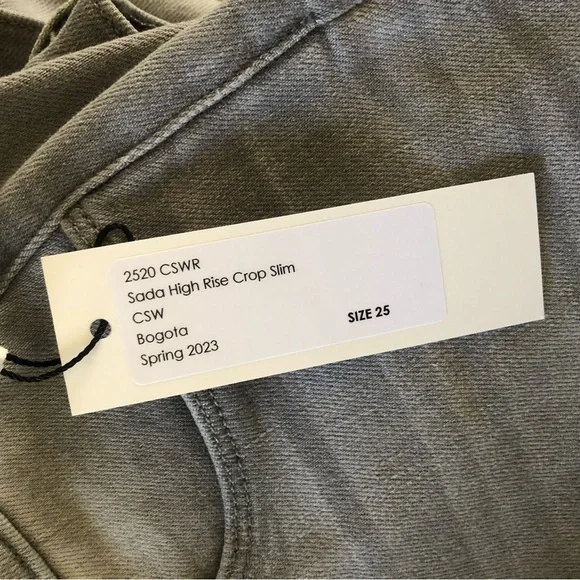 2520 CSWR
Sada High Rise Crop Slim
CSW
Bogota
Spring 2023
SIZE 25